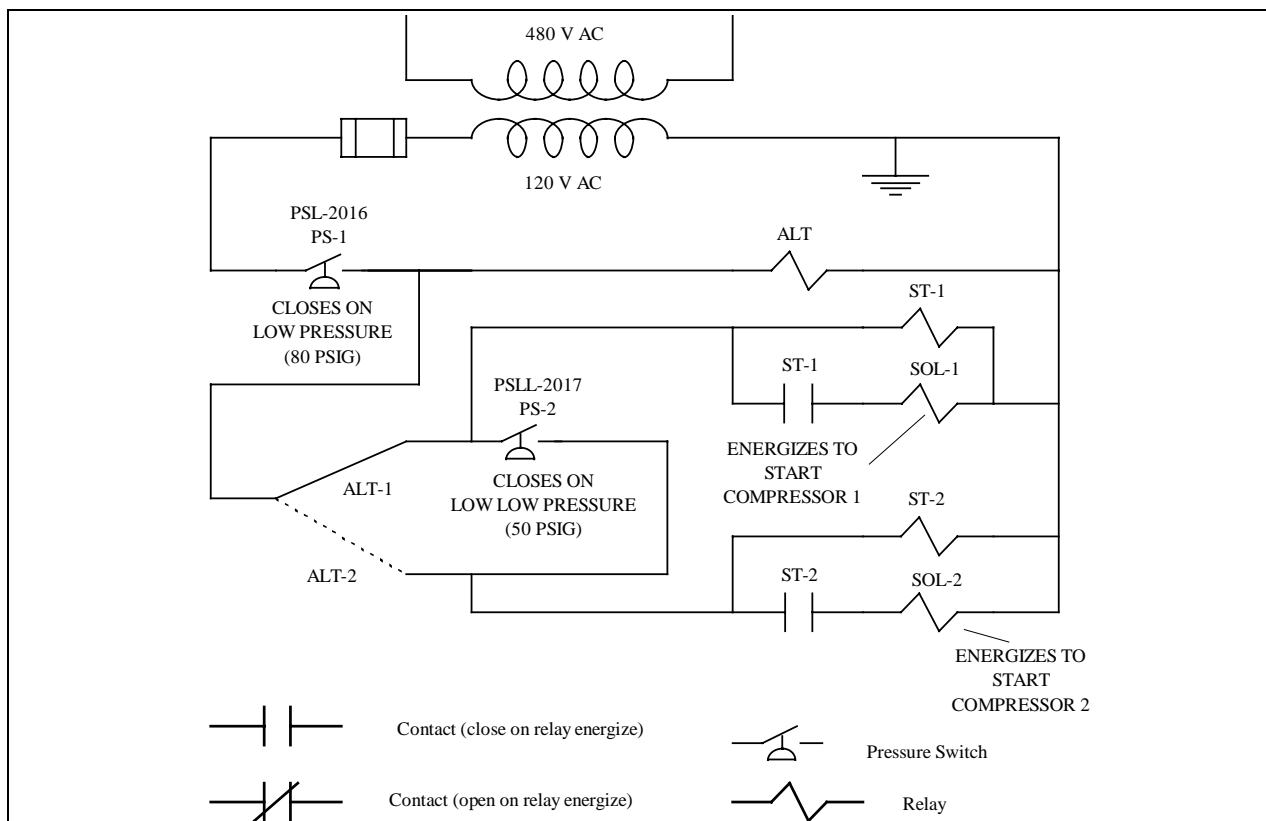 480 V AC
120 V AC
PSL-2016
PS-1
CLOSES ON
LOW PRESSURE
(80 PSIG)
ALT
ST-1
ST-1
SOL-1
PSLL-2017
PS-2
CLOSES ON
LOW LOW PRESSURE
(50 PSIG)
ENERGIZES TO
START
COMPRESSOR 1
ALT-1
ALT-2
ST-2
ST-2
SOL-2
ENERGIZES TO
START
COMPRESSOR 2
Contact (close on relay energize)
Pressure Switch
Contact (open on relay energize)
Relay